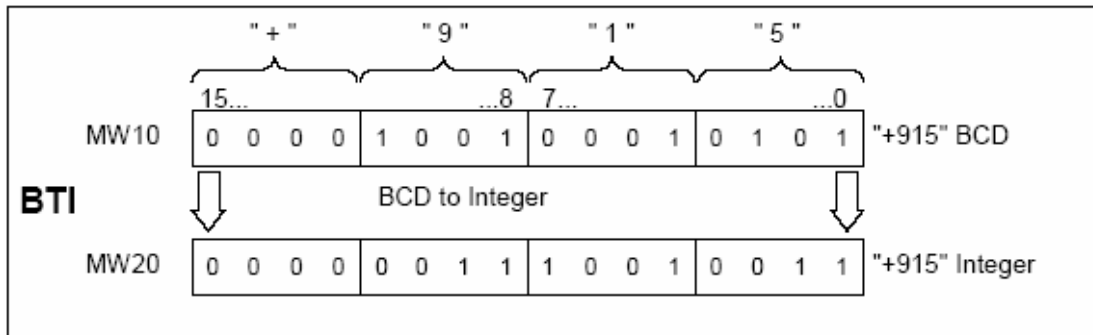 " + " " 9 " " 1 " " 5 "
15... ...8 7... ...0
MW10 0 0 0 0 1 0 0 1 0 0 0 1 0 1 0 1 "+915" BCD
BTI BCD to Integer
MW20 0 0 0 0 0 0 1 1 1 0 0 1 0 0 1 1 "+915" Integer